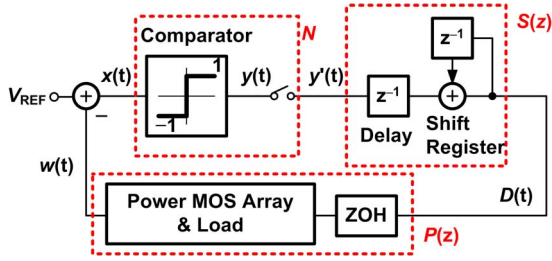 Comparator
N
S(z)
z⁻¹
V_REF
+
−
x(t)
1
−1
y(t)
y'(t)
z⁻¹
+
Delay
Shift
Register
w(t)
D(t)
Power MOS Array
& Load
ZOH
P(z)